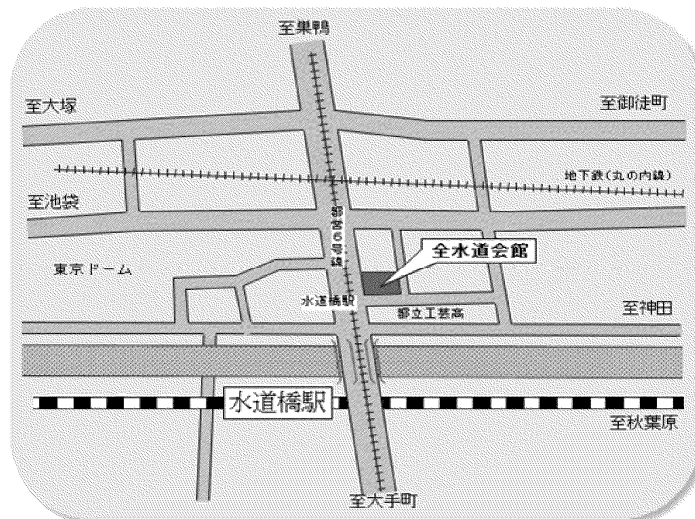 至巣鴨
至大塚
至御徒町
地下鉄(丸の内線)
至池袋
都営6号線
全水道会館
東京ドーム
水道橋駅
都立工芸高
至神田
水道橋駅
至秋葉原
至大手町